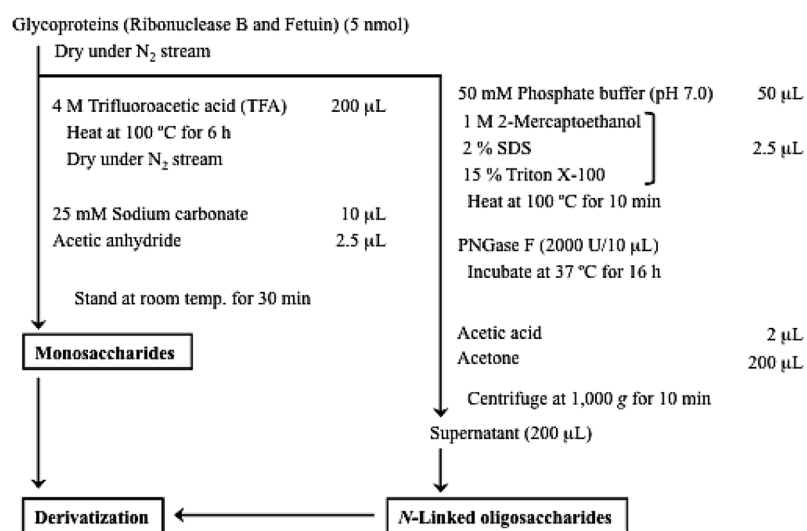 Glycoproteins (Ribonuclease B and Fetuin) (5 nmol)
Dry under N₂ stream
4 M Trifluoroacetic acid (TFA) 200 µL
Heat at 100 ºC for 6 h
Dry under N₂ stream
25 mM Sodium carbonate 10 µL
Acetic anhydride 2.5 µL
Stand at room temp. for 30 min
Monosaccharides
50 mM Phosphate buffer (pH 7.0) 50 µL
1 M 2-Mercaptoethanol
2 % SDS 2.5 µL
15 % Triton X-100
Heat at 100 ºC for 10 min
PNGase F (2000 U/10 µL)
Incubate at 37 ºC for 16 h
Acetic acid 2 µL
Acetone 200 µL
Centrifuge at 1,000 g for 10 min
Supernatant (200 µL)
Derivatization
N-Linked oligosaccharides